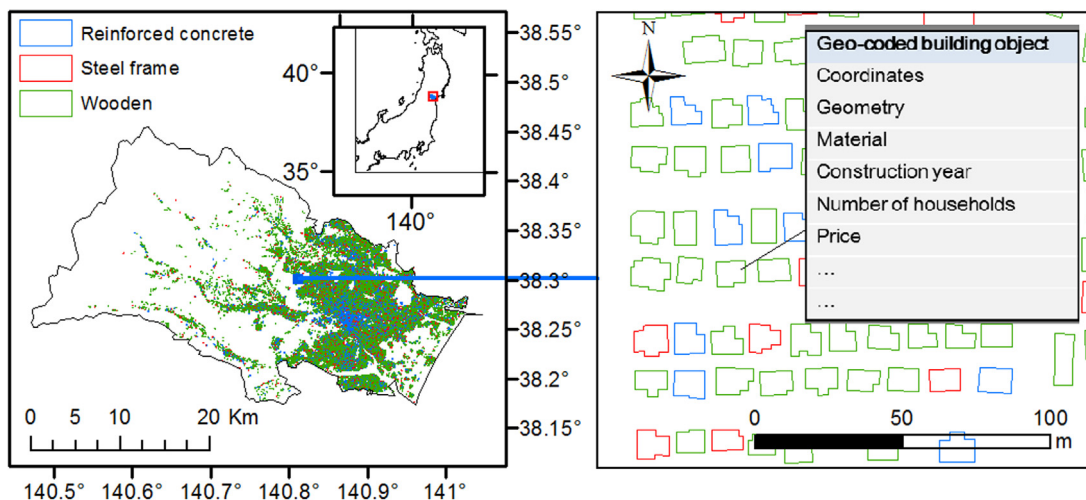 Reinforced concrete
Steel frame
Wooden
40°
35°
140°
38.55°
38.5°
38.45°
38.4°
38.35°
38.3°
38.25°
38.2°
38.15°
0 5 10 20 Km
140.5° 140.6° 140.7° 140.8° 140.9° 141°
N
Geo-coded building object
Coordinates
Geometry
Material
Construction year
Number of households
Price
...
...
0 50 100
m